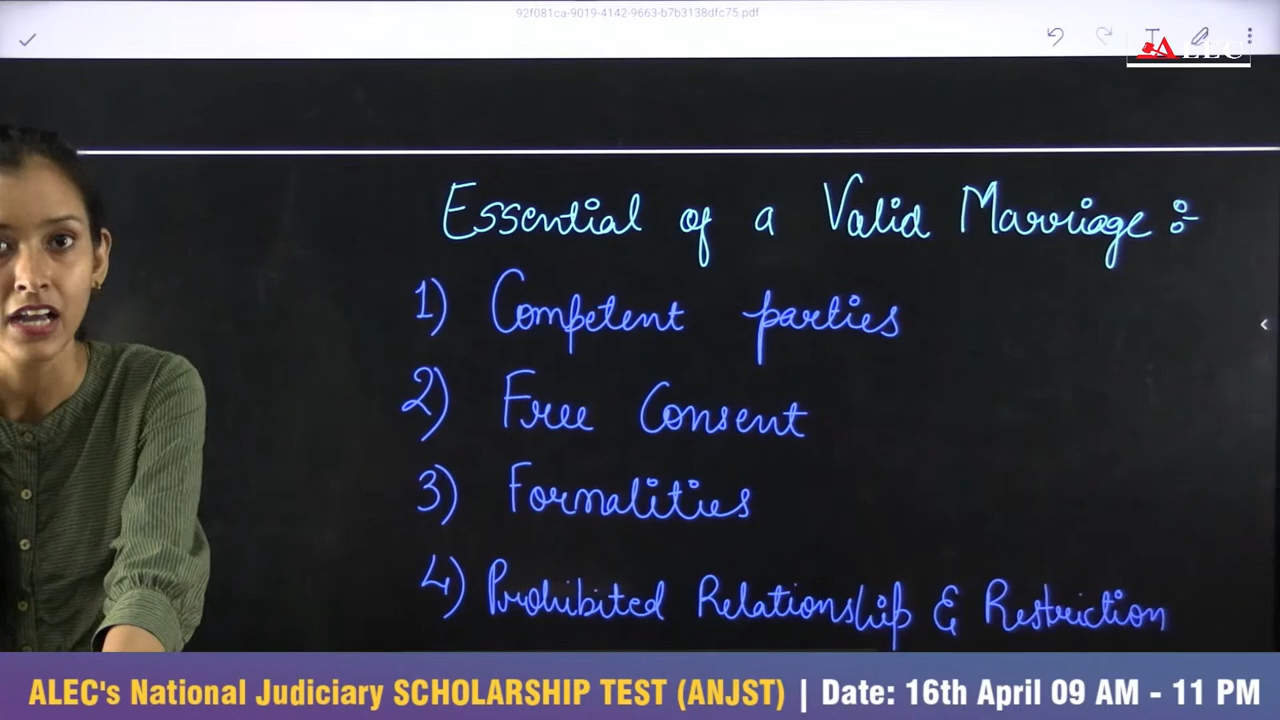 92f081ca-9019-4142-9663-b7b3138dfc75.pdf
ALEC
Essential of a Valid Marriage :-
1) Competent parties
2) Free Consent
3) Formalities
4) Prohibited Relationship & Restriction
ALEC's National Judiciary SCHOLARSHIP TEST (ANJST) | Date: 16th April 09 AM - 11 PM